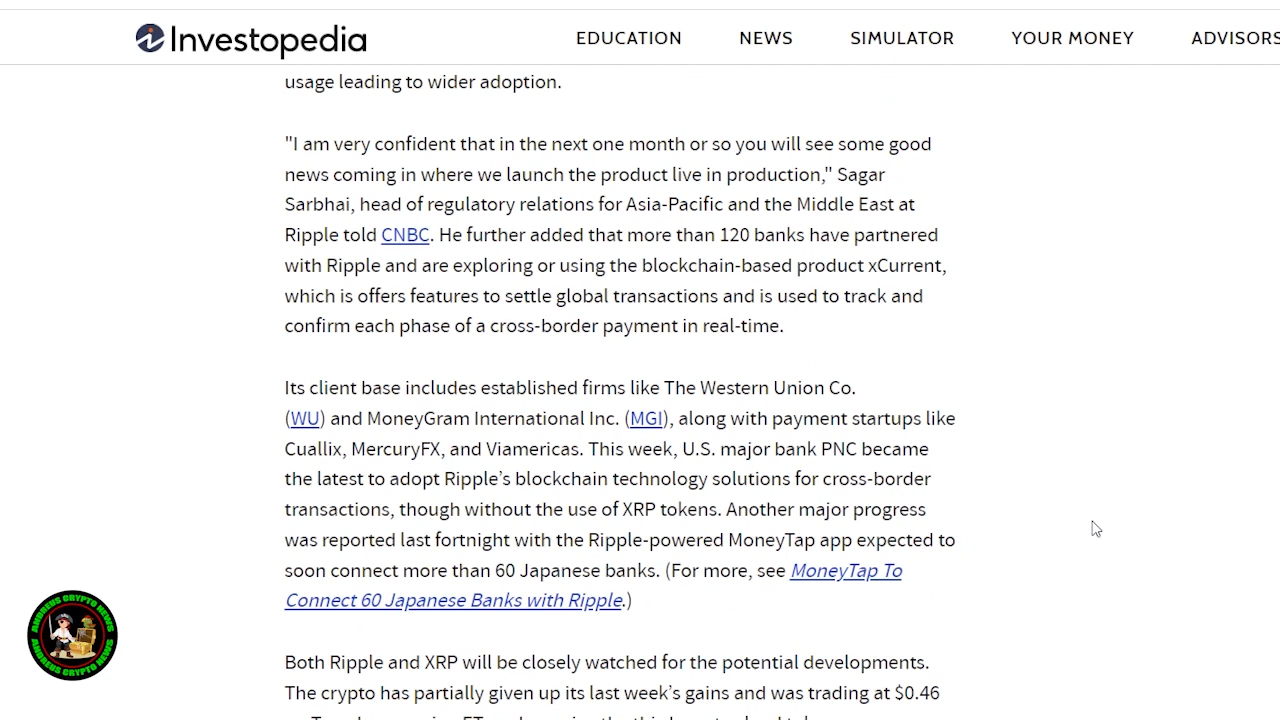 Investopedia
EDUCATION NEWS SIMULATOR YOUR MONEY ADVISORS
usage leading to wider adoption.
"I am very confident that in the next one month or so you will see some good
news coming in where we launch the product live in production," Sagar
Sarbhai, head of regulatory relations for Asia-Pacific and the Middle East at
Ripple told CNBC. He further added that more than 120 banks have partnered
with Ripple and are exploring or using the blockchain-based product xCurrent,
which is offers features to settle global transactions and is used to track and
confirm each phase of a cross-border payment in real-time.
Its client base includes established firms like The Western Union Co.
(WU) and MoneyGram International Inc. (MGI), along with payment startups like
Cuallix, MercuryFX, and Viamericas. This week, U.S. major bank PNC became
the latest to adopt Ripple’s blockchain technology solutions for cross-border
transactions, though without the use of XRP tokens. Another major progress
was reported last fortnight with the Ripple-powered MoneyTap app expected to
soon connect more than 60 Japanese banks. (For more, see MoneyTap To
Connect 60 Japanese Banks with Ripple.)
ANDREUS CRYPTO NEWS
ANDREUS CRYPTO NEWS
Both Ripple and XRP will be closely watched for the potential developments.
The crypto has partially given up its last week’s gains and was trading at $0.46